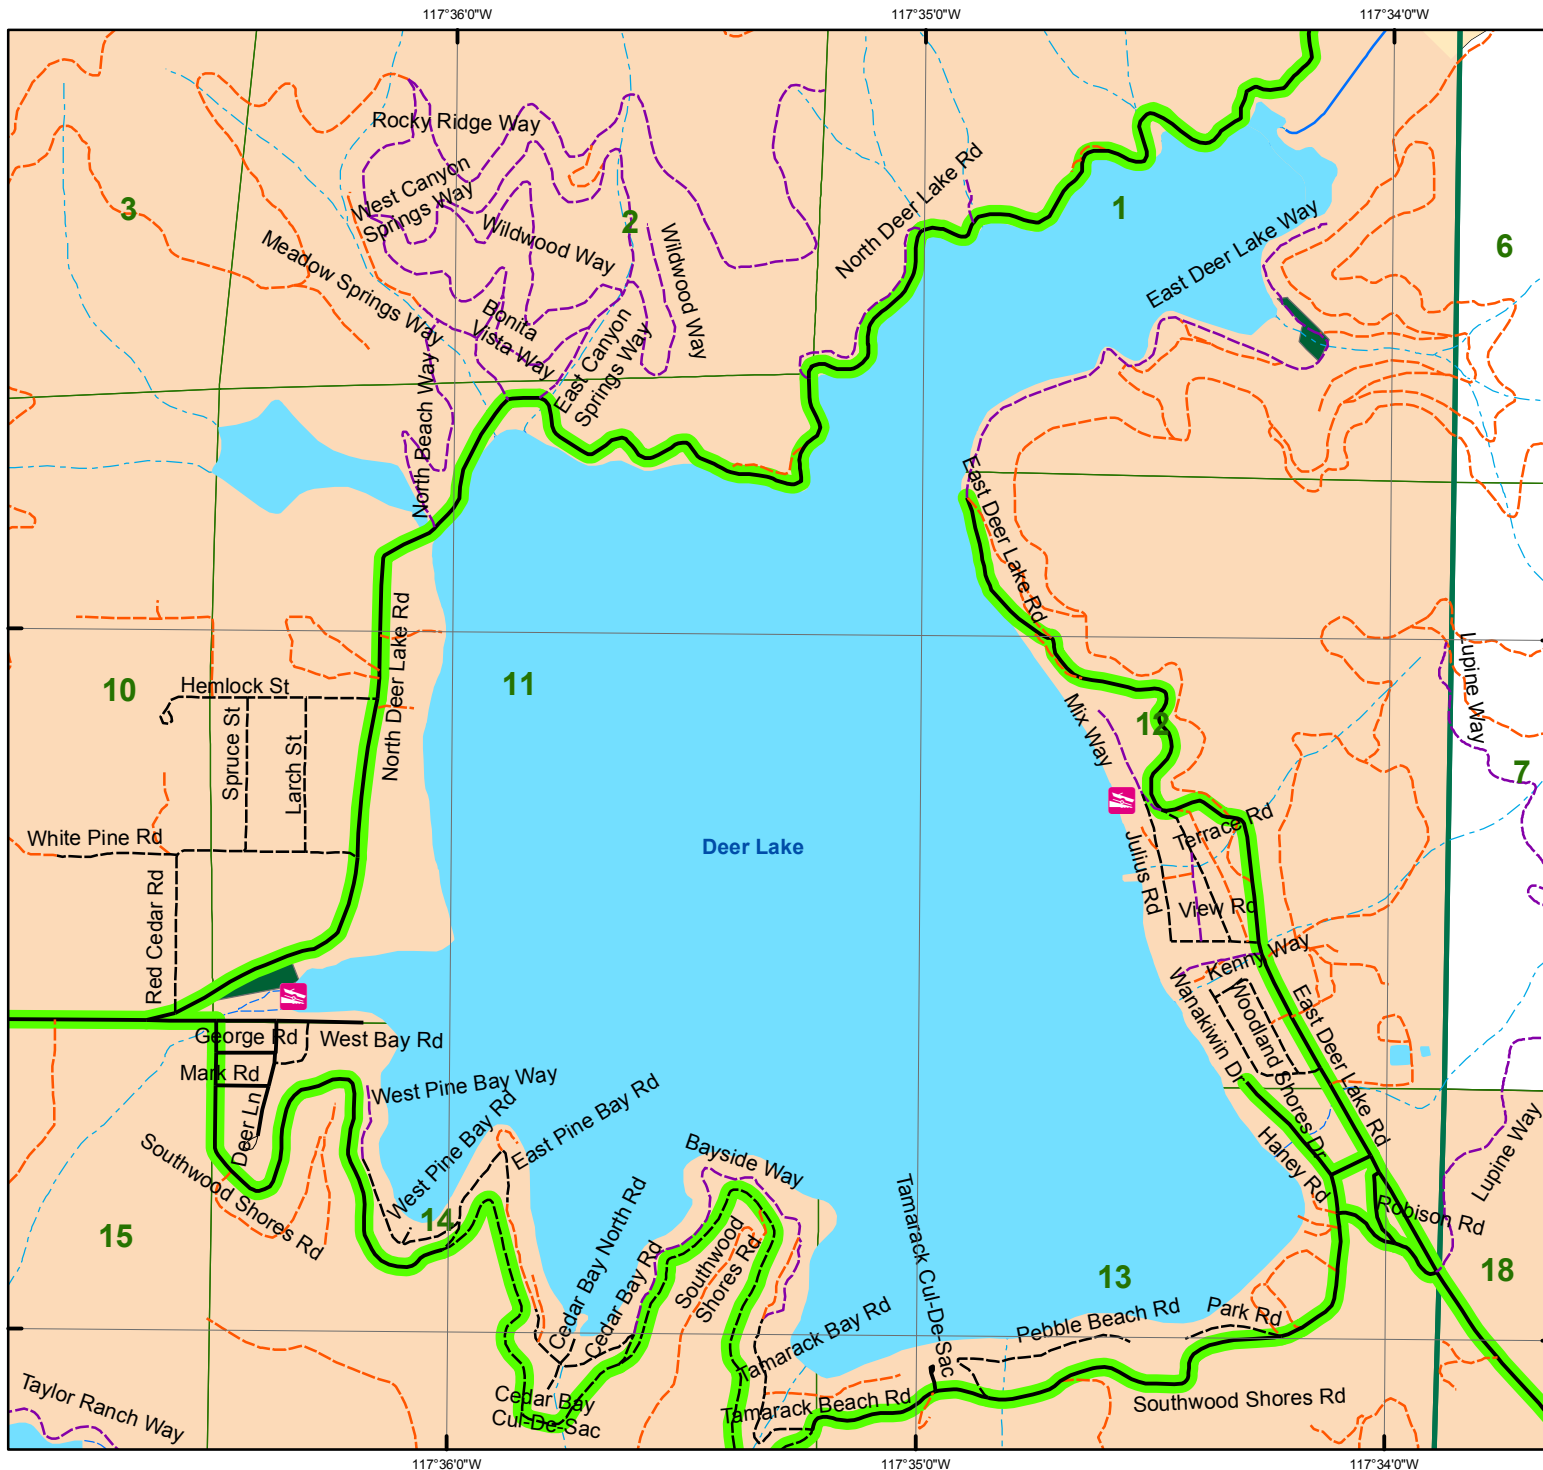 117°36'0"W
117°35'0"W
117°34'0"W
Rocky Ridge Way
West Canyon
Springs Way
3
2
1
6
Wildwood Way
Wildwood Way
North Deer Lake Rd
East Deer Lake Way
Meadow Springs Way
Bonita
Vista Way
East Canyon
Springs Way
North Beach Way
East Deer Lake Rd
North Deer Lake Rd
10
11
12
7
Hemlock St
Spruce St
Larch St
Mix Way
Lupine Way
White Pine Rd
Deer Lake
Terrace Rd
Julius Rd
View Rd
Red Cedar Rd
Kenny Way
Wanakiwin Dr
Woodland Shores Dr
East Deer Lake Rd
George Rd
West Bay Rd
Mark Rd
West Pine Bay Way
Deer Ln
West Pine Bay Rd
East Pine Bay Rd
Southwood Shores Rd
Bayside Way
Haney Rd
Lupine Way
Robison Rd
14
15
13
18
Cedar Bay North Rd
Cedar Bay Rd
Southwood
Shores Rd
Tamarack Cul-De-Sac
Tamarack Bay Rd
Pebble Beach Rd
Park Rd
Taylor Ranch Way
Cedar Bay
Cul-De-Sac
Tamarack Beach Rd
Southwood Shores Rd
117°36'0"W
117°35'0"W
117°34'0"W